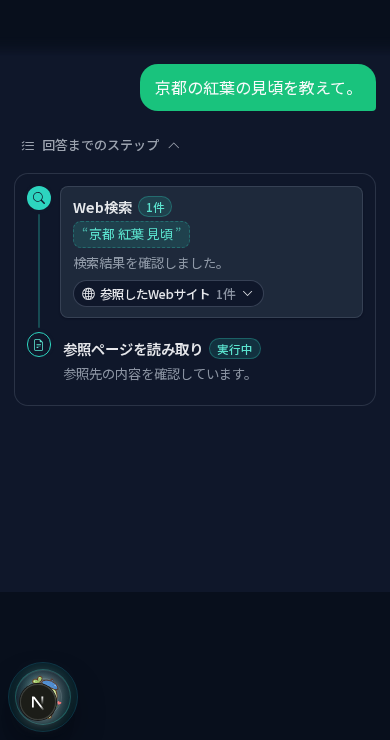 京都の紅葉の見頃を教えて。
回答までのステップ
Web検索 1件
“京都 紅葉 見頃”
検索結果を確認しました。
参照したWebサイト 1件
参照ページを読み取り 実行中
参照先の内容を確認しています。
N